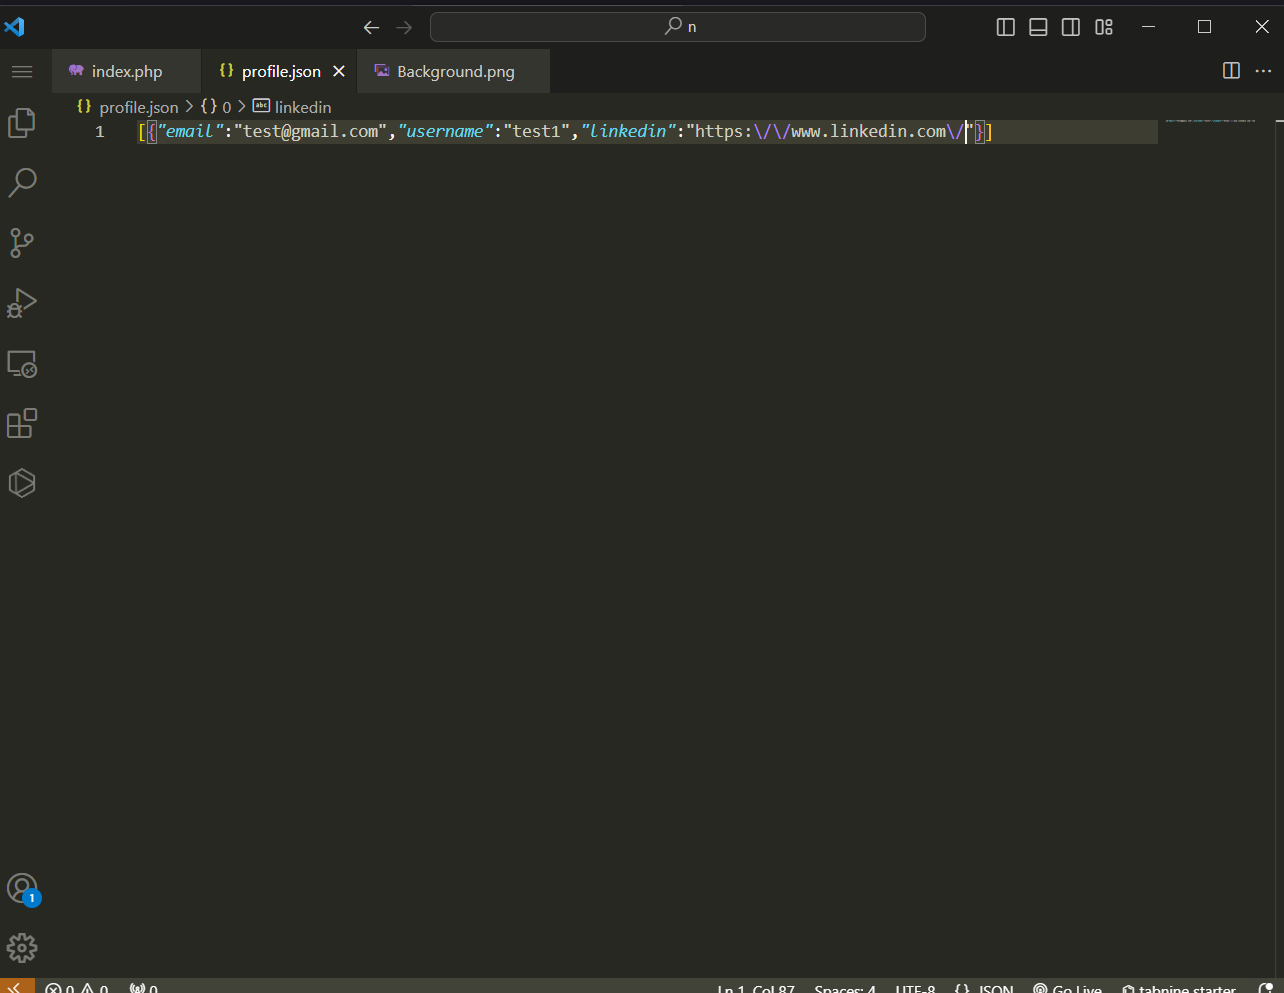 n
index.php
{} profile.json
Background.png
{} profile.json > {} 0 > abc linkedin
1 [{"email":"test@gmail.com","username":"test1","linkedin":"https:\/\/www.linkedin.com\/"}]
1
0 0 0 Ln 1, Col 87 Spaces: 4 UTF-8 {} JSON Go Live tabnine starter